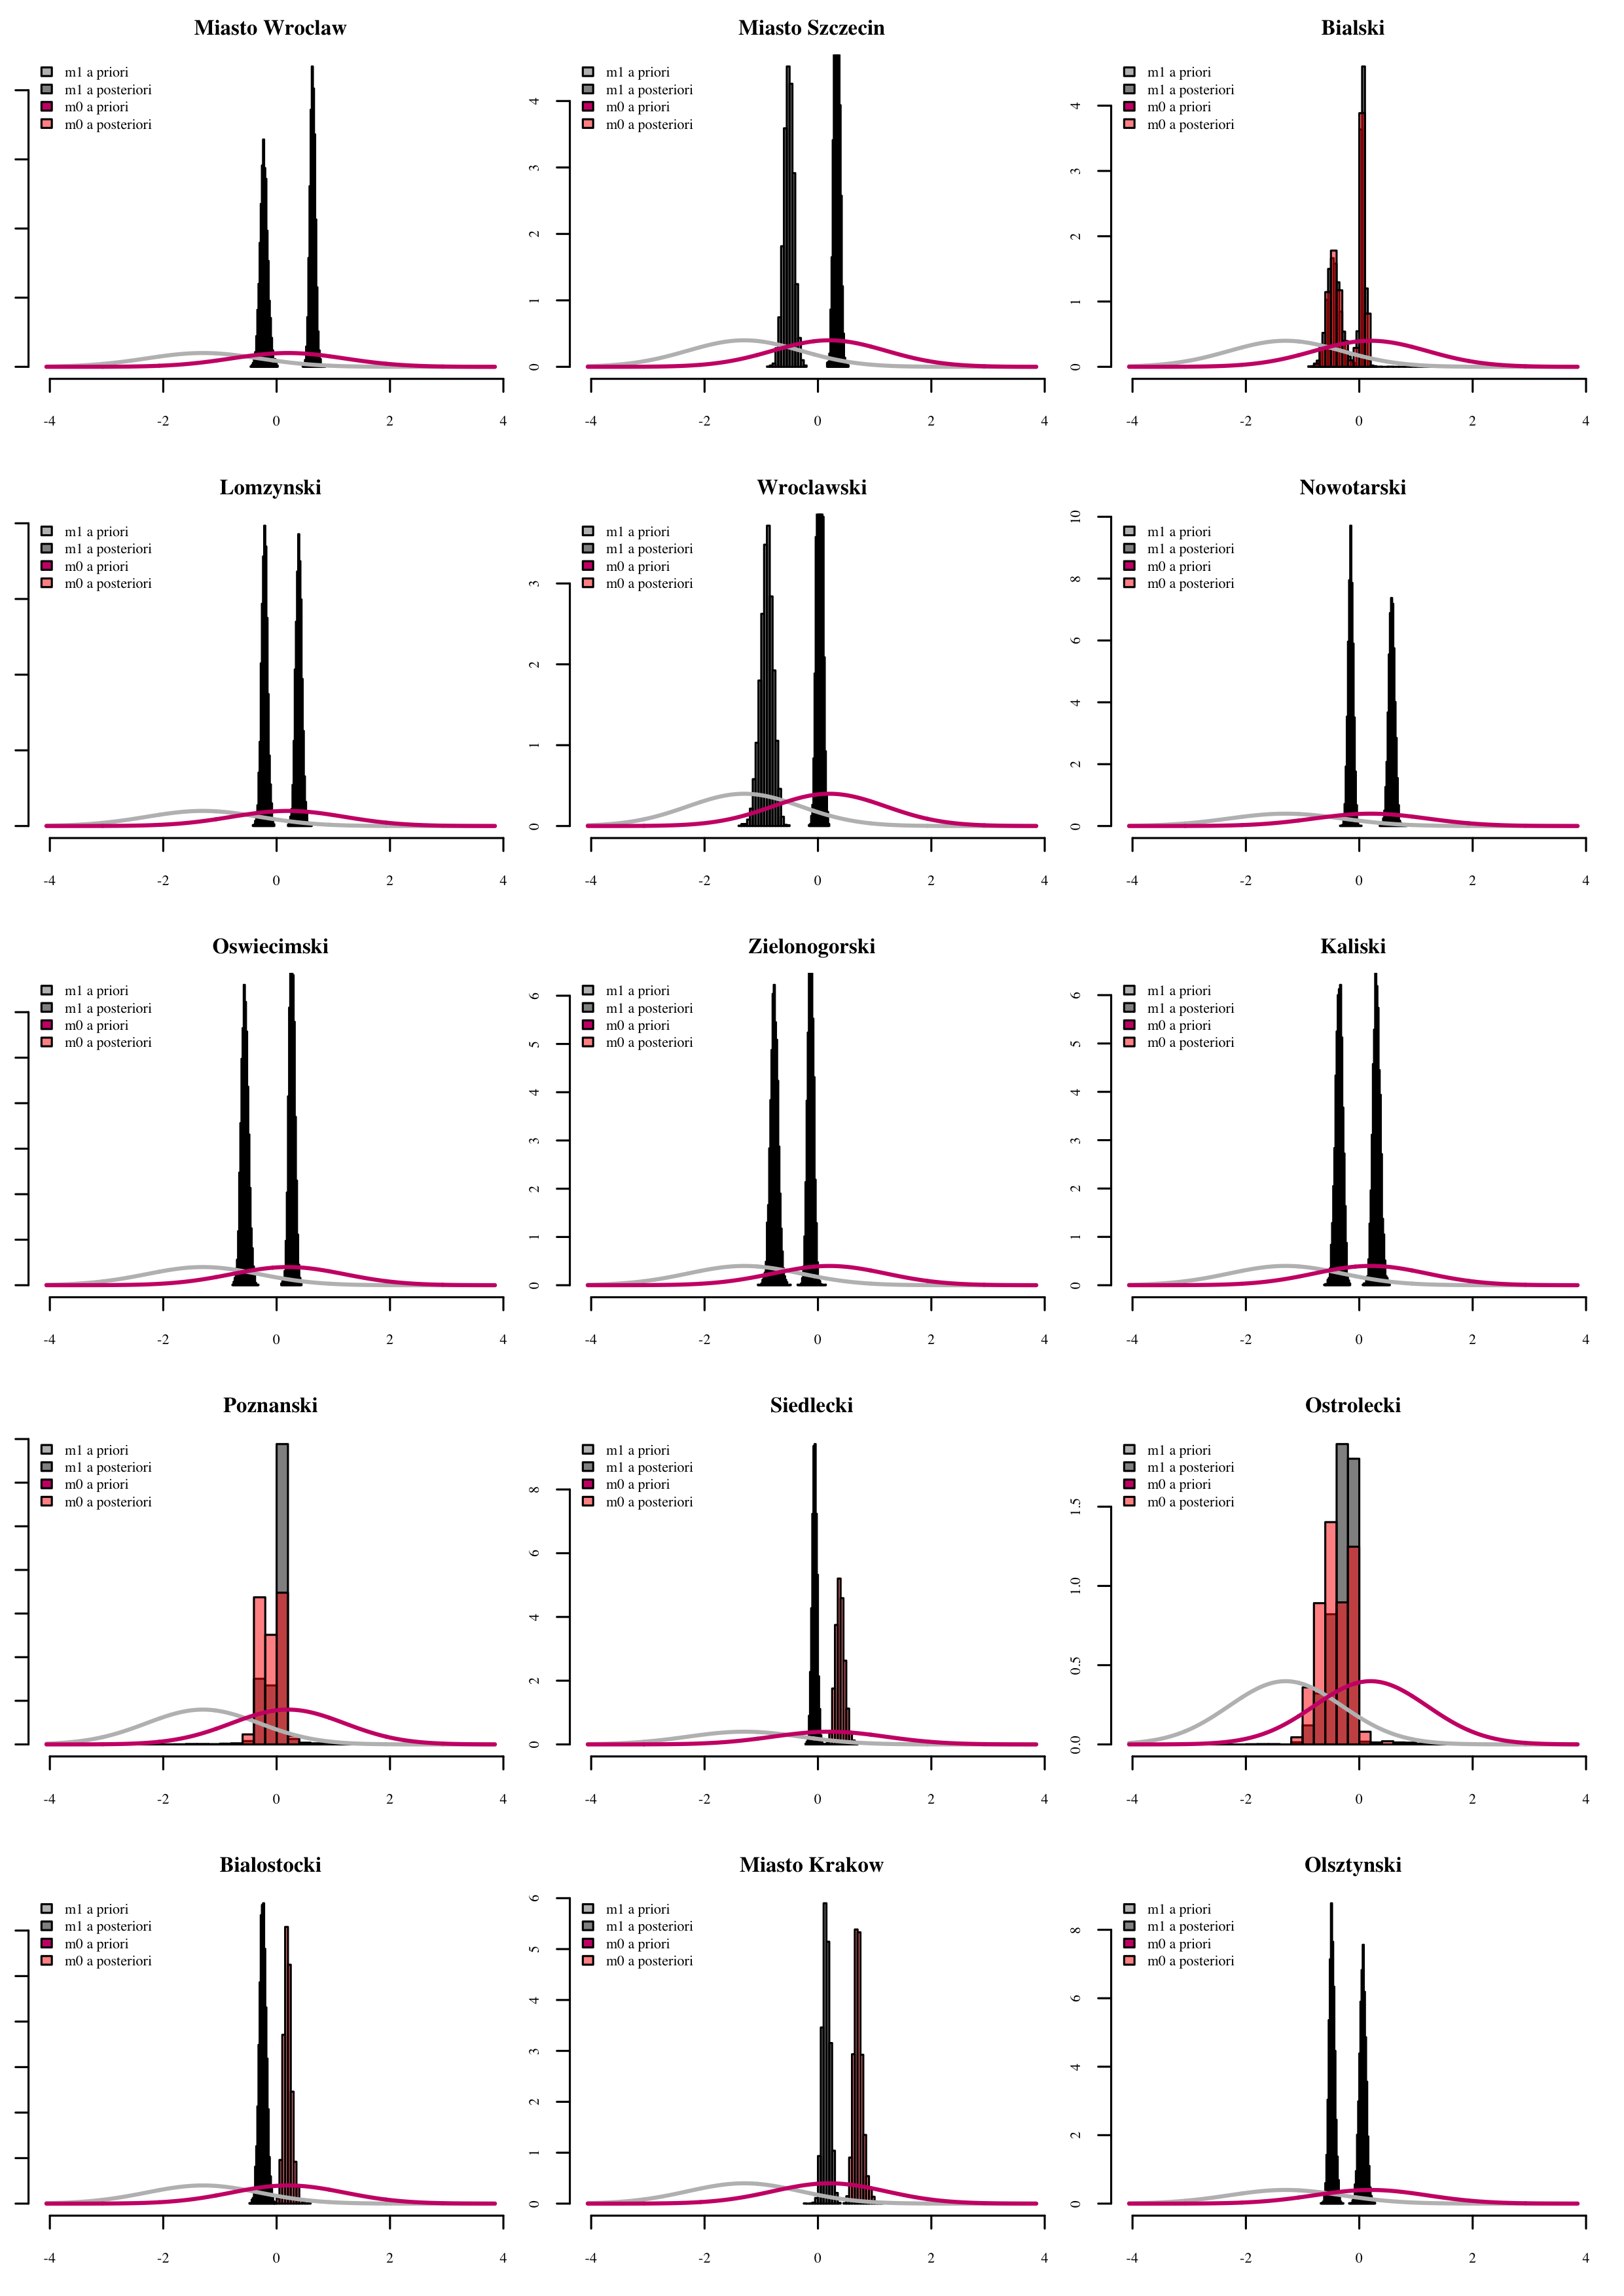 Miasto Wroclaw
m1 a priori
m1 a posteriori
m0 a priori
m0 a posteriori
-4 -2 0 2 4
Miasto Szczecin
m1 a priori
m1 a posteriori
m0 a priori
m0 a posteriori
4
3
2
1
0
-4 -2 0 2 4
Bialski
m1 a priori
m1 a posteriori
m0 a priori
m0 a posteriori
4
3
2
1
0
-4 -2 0 2 4
Lomzynski
m1 a priori
m1 a posteriori
m0 a priori
m0 a posteriori
-4 -2 0 2 4
Wroclawski
m1 a priori
m1 a posteriori
m0 a priori
m0 a posteriori
3
2
1
0
-4 -2 0 2 4
Nowotarski
m1 a priori
m1 a posteriori
m0 a priori
m0 a posteriori
10
8
6
4
2
0
-4 -2 0 2 4
Oswiecimski
m1 a priori
m1 a posteriori
m0 a priori
m0 a posteriori
-4 -2 0 2 4
Zielonogorski
m1 a priori
m1 a posteriori
m0 a priori
m0 a posteriori
6
5
4
3
2
1
0
-4 -2 0 2 4
Kaliski
m1 a priori
m1 a posteriori
m0 a priori
m0 a posteriori
6
5
4
3
2
1
0
-4 -2 0 2 4
Poznanski
m1 a priori
m1 a posteriori
m0 a priori
m0 a posteriori
-4 -2 0 2 4
Siedlecki
m1 a priori
m1 a posteriori
m0 a priori
m0 a posteriori
8
6
4
2
0
-4 -2 0 2 4
Ostrolecki
m1 a priori
m1 a posteriori
m0 a priori
m0 a posteriori
1.5
1.0
0.5
0.0
-4 -2 0 2 4
Bialostocki
m1 a priori
m1 a posteriori
m0 a priori
m0 a posteriori
-4 -2 0 2 4
Miasto Krakow
m1 a priori
m1 a posteriori
m0 a priori
m0 a posteriori
6
5
4
3
2
1
0
-4 -2 0 2 4
Olsztynski
m1 a priori
m1 a posteriori
m0 a priori
m0 a posteriori
8
6
4
2
0
-4 -2 0 2 4